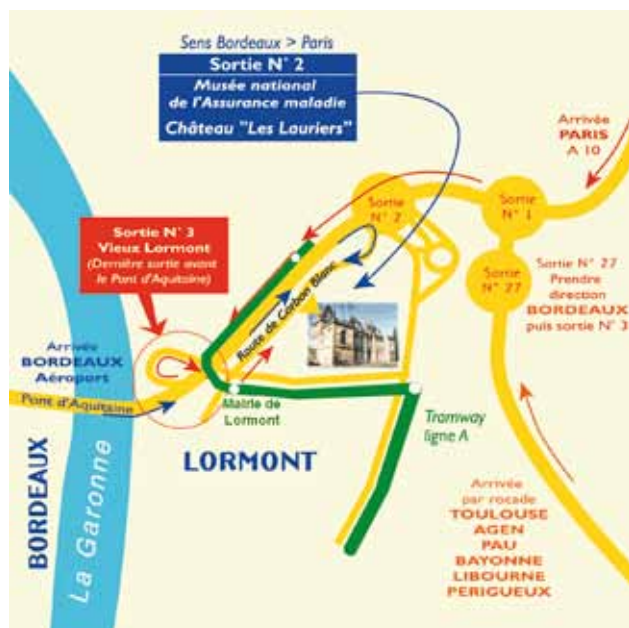 Sens Bordeaux > Paris
Sortie N° 2
Musée national
de l'Assurance maladie
Château "Les Lauriers"
Arrivée
PARIS
A 10
Sortie
N° 2
Sortie
N° 1
Sortie N° 3
Vieux Lormont
(Dernière sortie avant
le Pont d'Aquitaine)
Sortie
N° 27
Sortie N° 27
Prendre
direction
BORDEAUX
puis sortie N° 3
Route de Carbon Blanc
Arrivée
BORDEAUX
Aéroport
Pont d'Aquitaine
Mairie de
Lormont
Tramway
ligne A
LORMONT
BORDEAUX
La Garonne
Arrivée
par rocade
TOULOUSE
AGEN
PAU
BAYONNE
LIBOURNE
PERIGUEUX